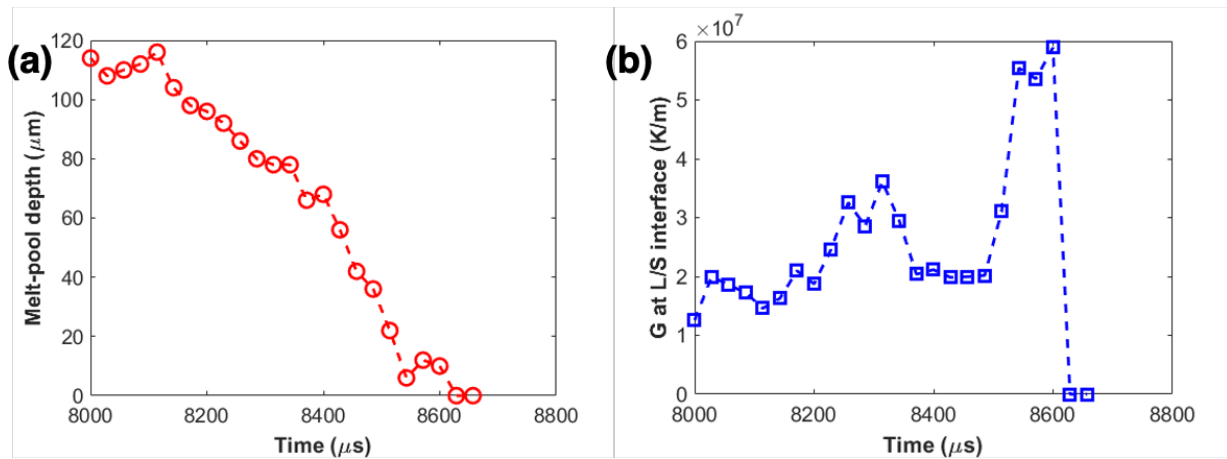 (a)
120
100
80
60
40
20
0
Melt-pool depth (μm)
8000 8200 8400 8600 8800
Time (μs)
(b)
×10⁷
6
5
4
3
2
1
0
G at L/S interface (K/m)
8000 8200 8400 8600 8800
Time (μs)